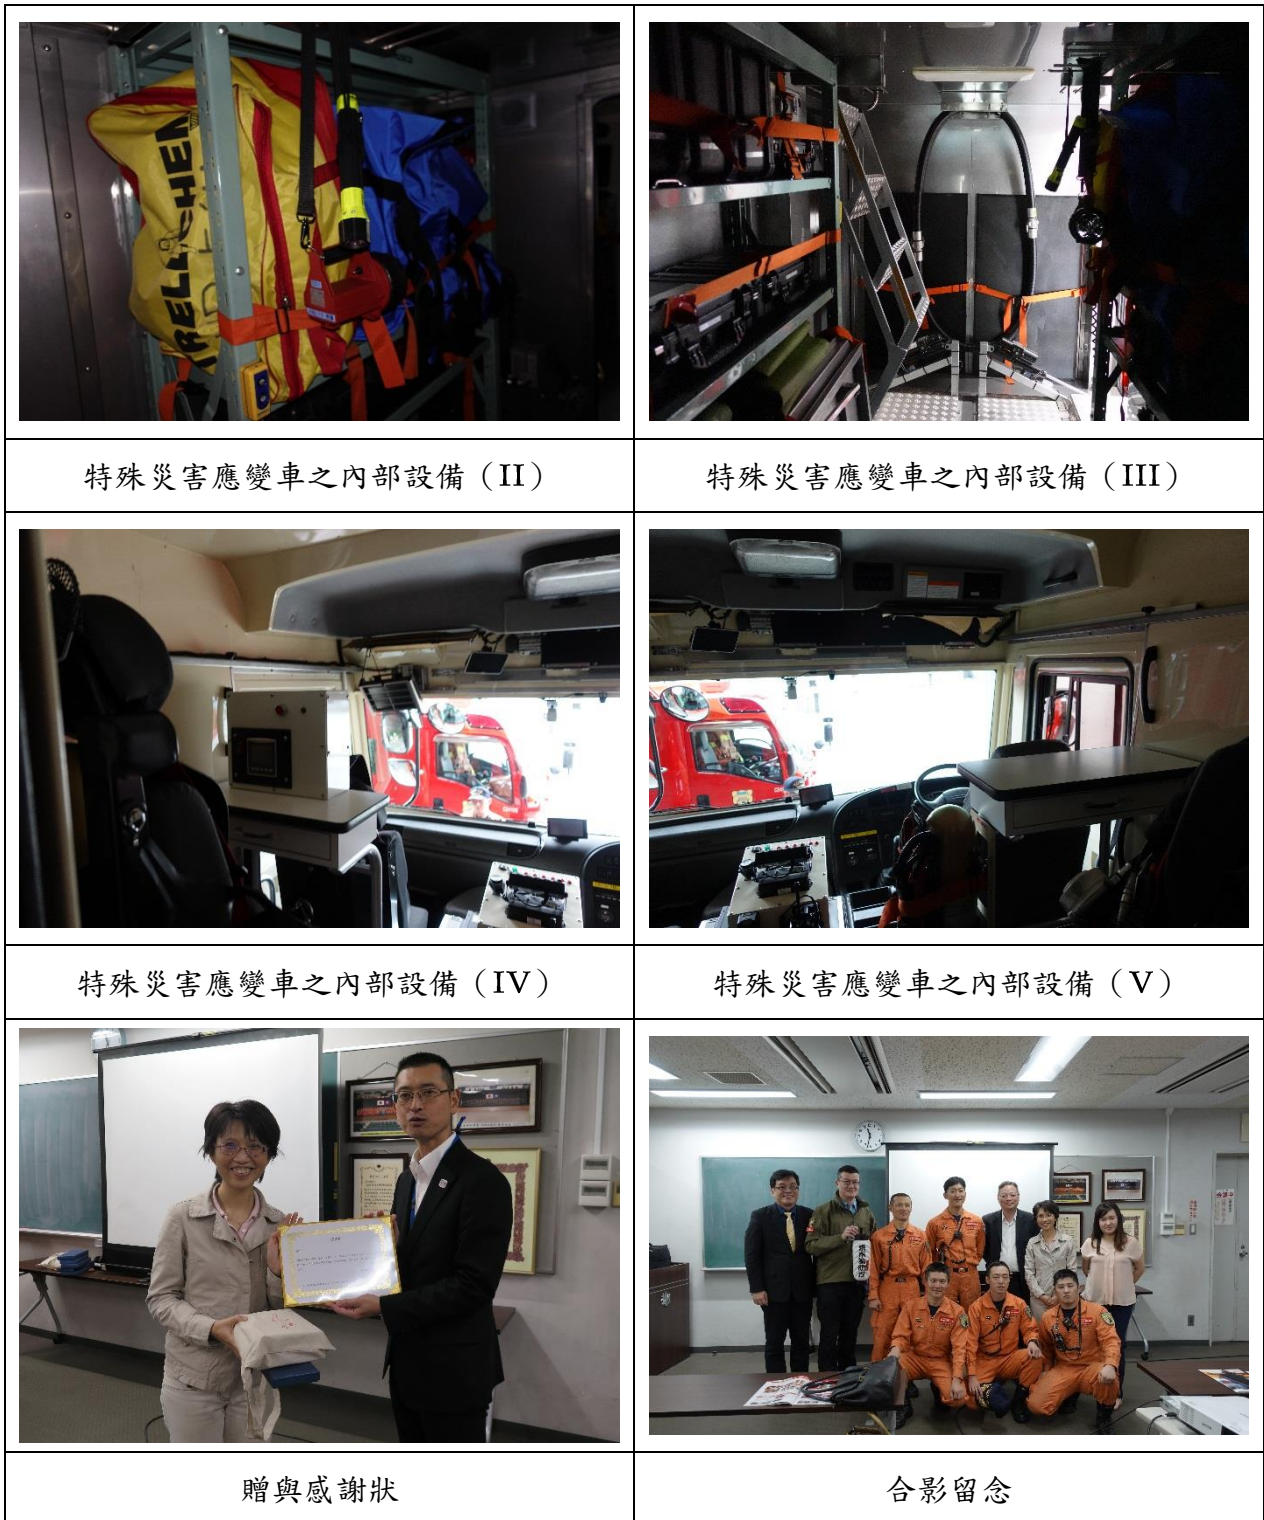 RELLCHEN
特殊災害應變車之內部設備（II）
特殊災害應變車之內部設備（III）
特殊災害應變車之內部設備（IV）
特殊災害應變車之內部設備（V）
贈與感謝狀
合影留念